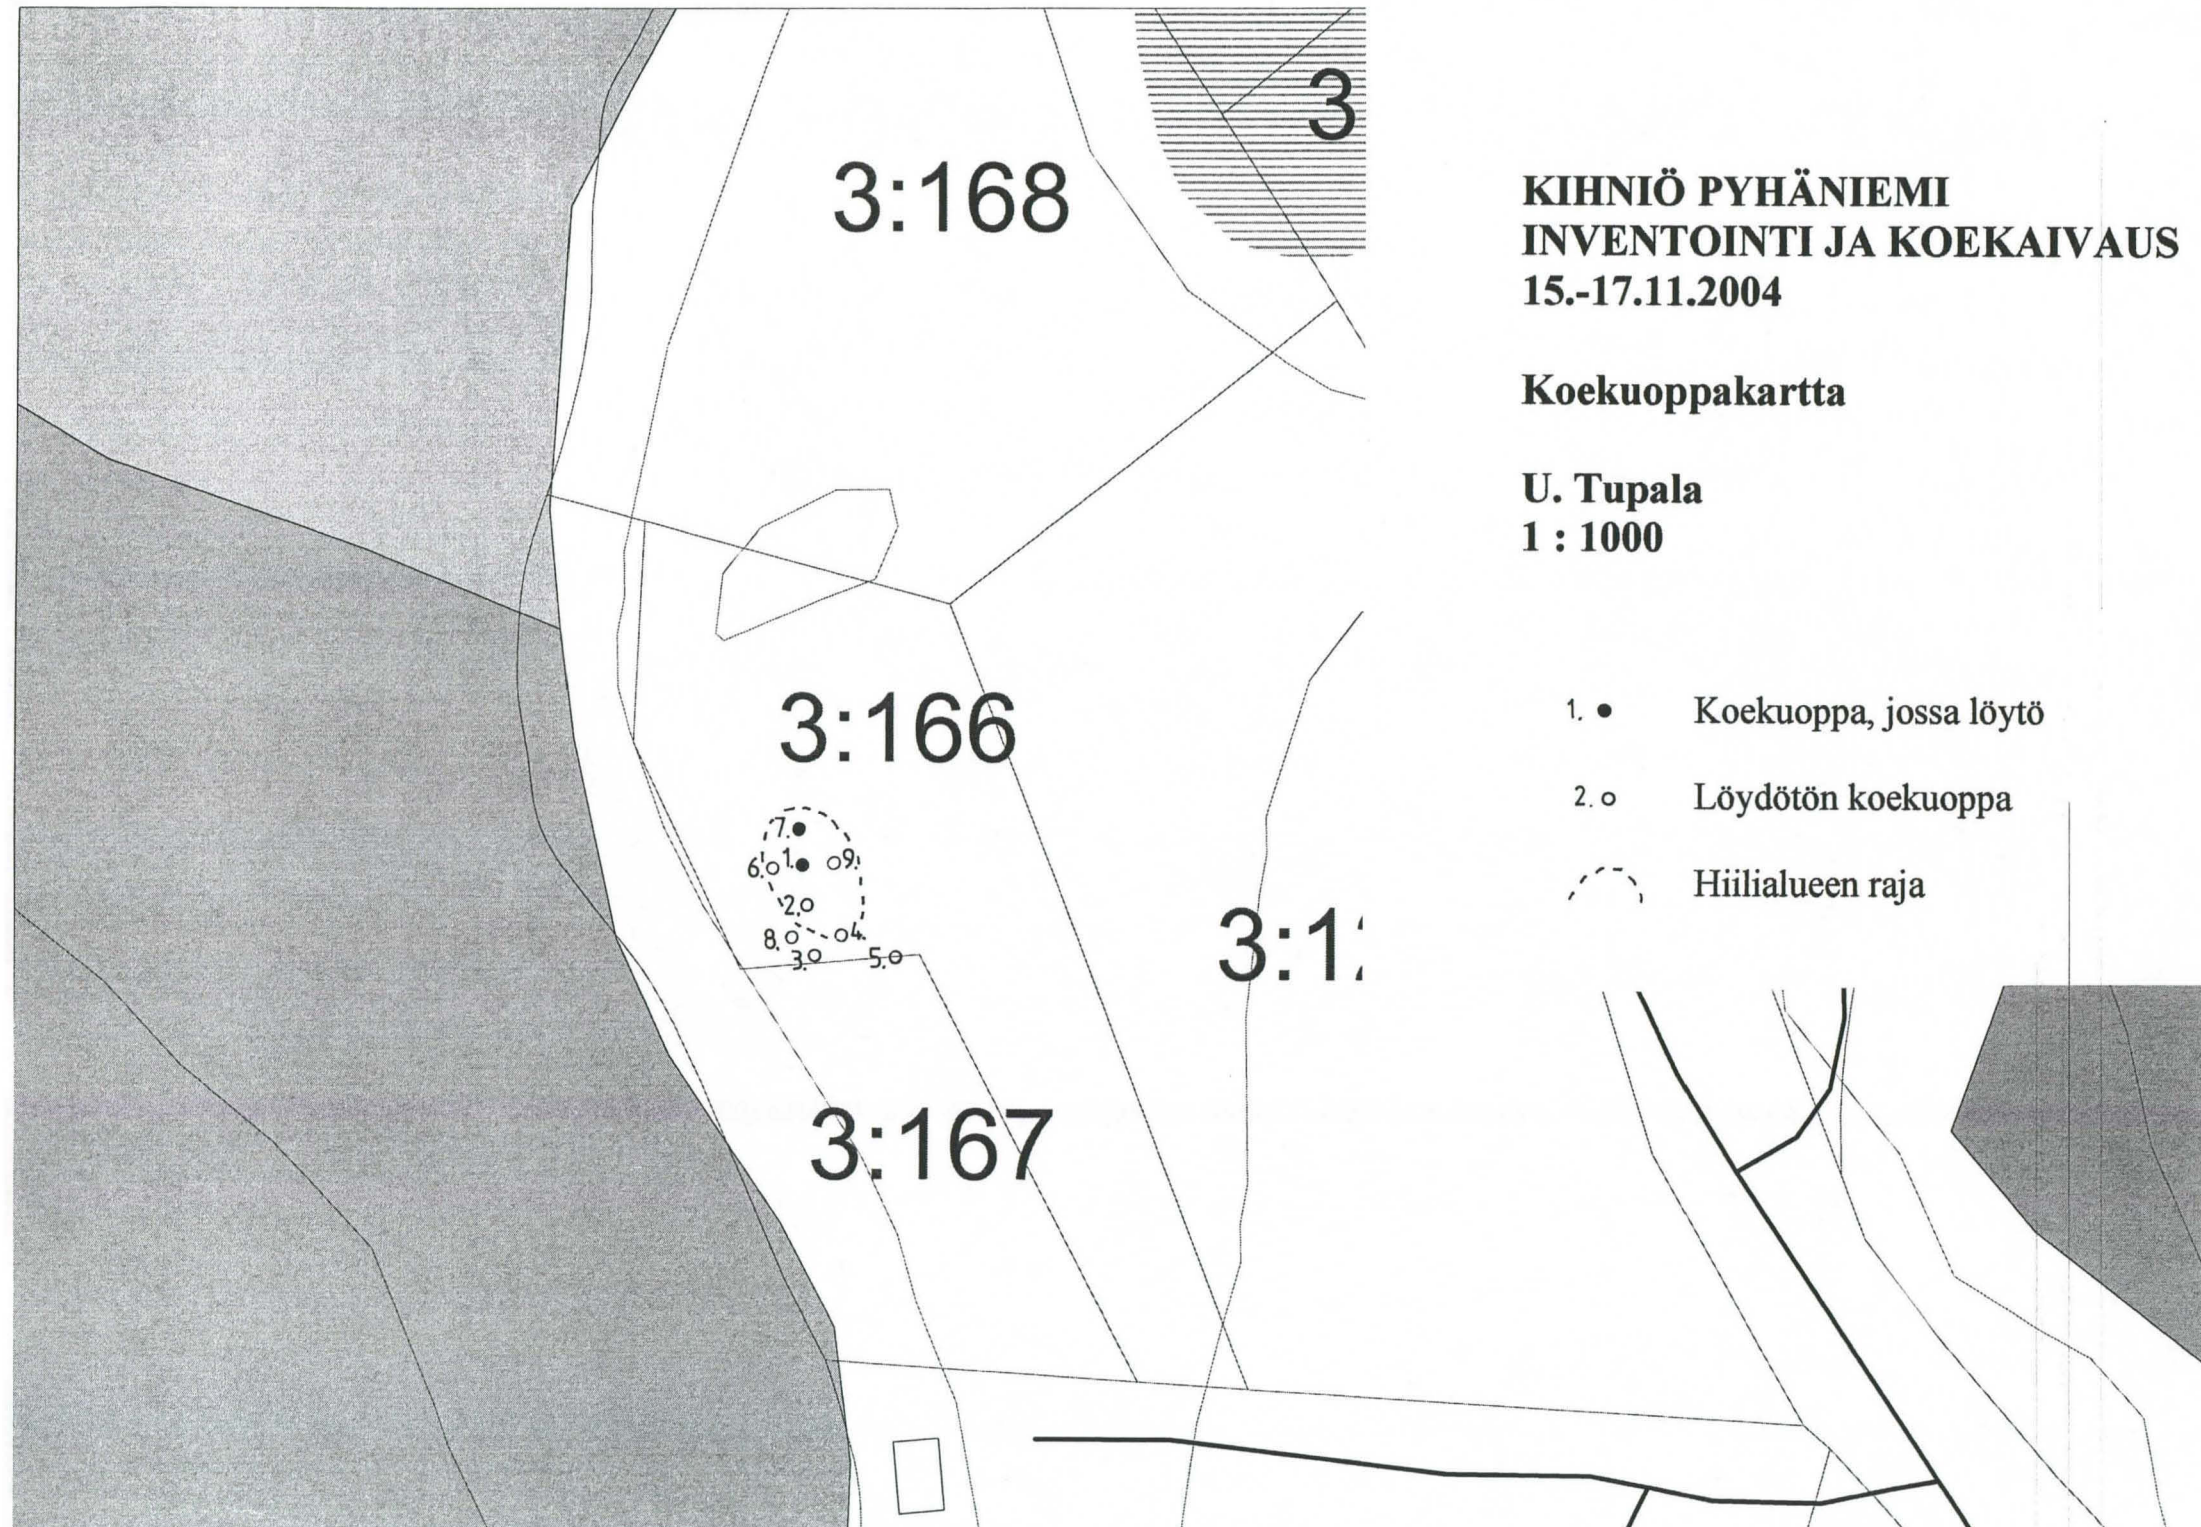 3
3:168
KIHNIÖ PYHÄNIEMI
INVENTOINTI JA KOEKAIVAUS
15.-17.11.2004
Koekuoppakartta
U. Tupala
1 : 1000
3:166
1. Koekuoppa, jossa löytö
2. Löydötön koekuoppa
Hiilialueen raja
7.
6. 1. 9.
2.
8. 4.
3. 5.
3:1
3:167